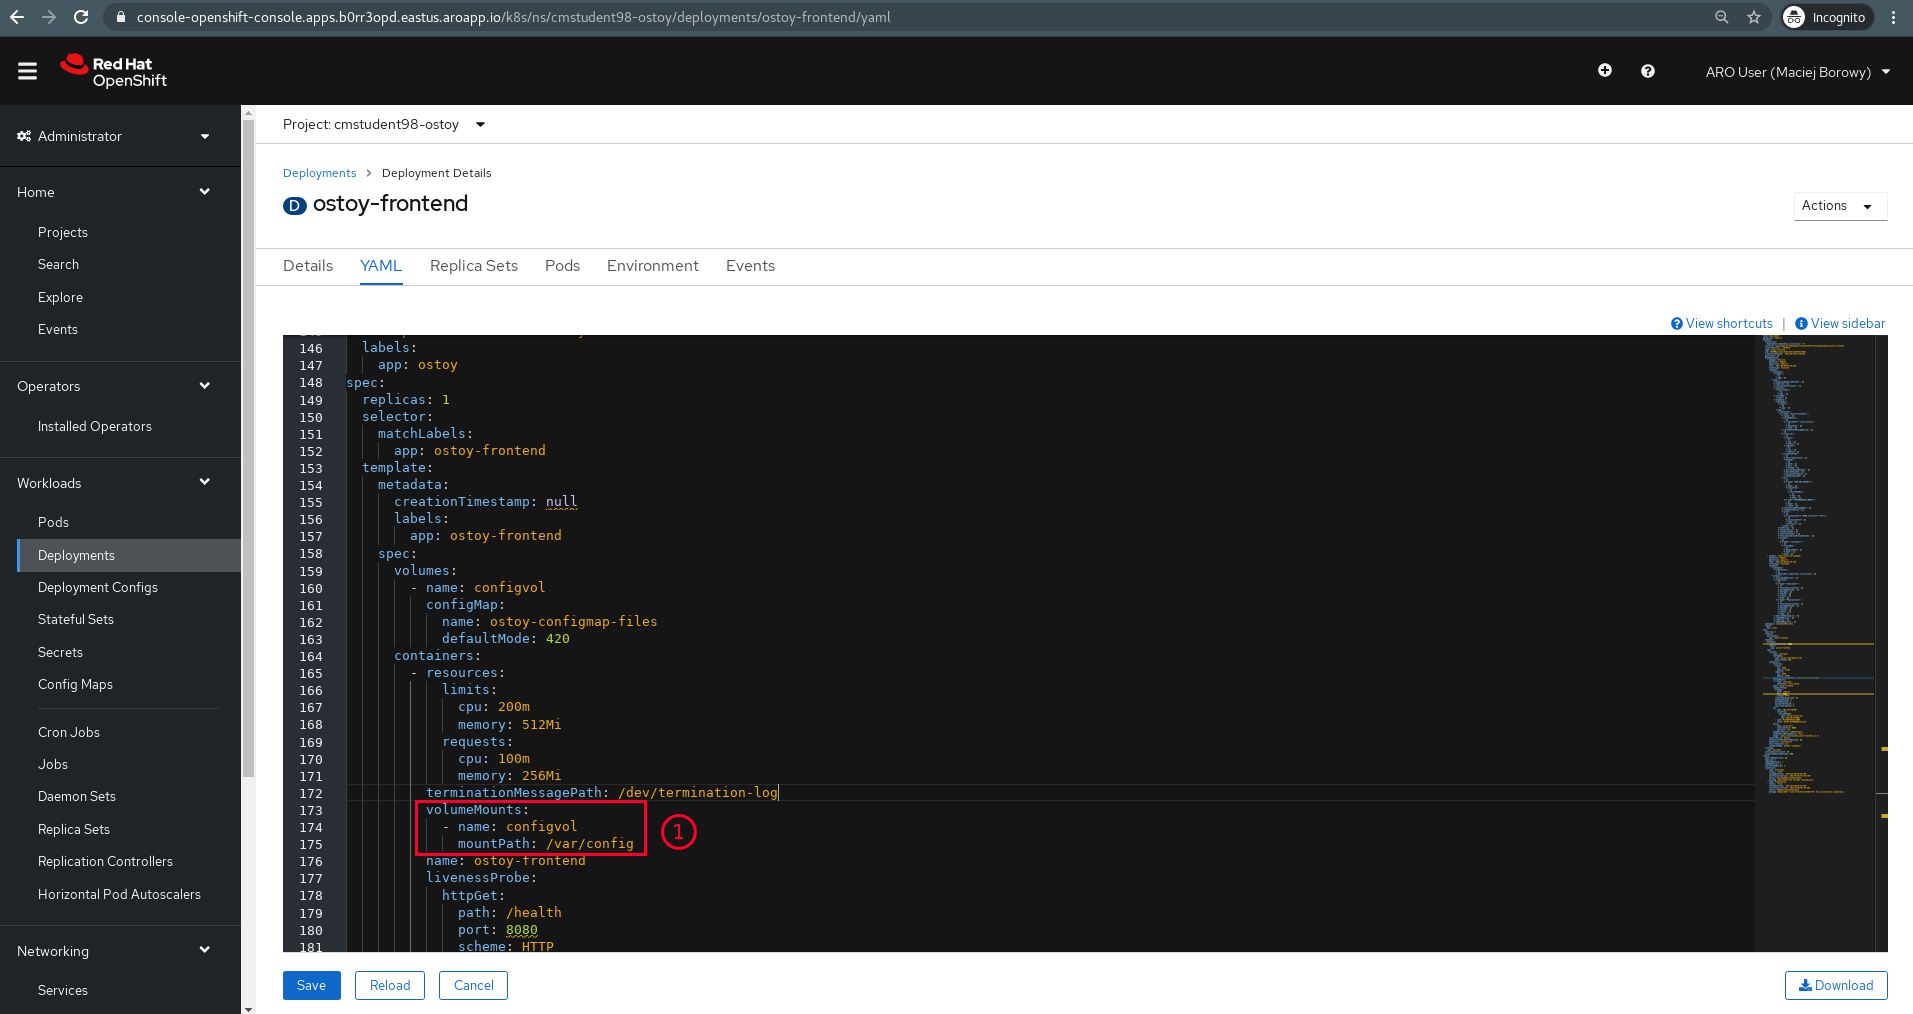 console-openshift-console.apps.b0rr3opd.eastus.aroapp.io/k8s/ns/cmstudent98-ostoy/deployments/ostoy-frontend/yaml
Incognito
Red Hat
OpenShift
ARO User (Maciej Borowy)
Administrator
Home
Projects
Search
Explore
Events
Operators
Installed Operators
Workloads
Pods
Deployments
Deployment Configs
Stateful Sets
Secrets
Config Maps
Cron Jobs
Jobs
Daemon Sets
Replica Sets
Replication Controllers
Horizontal Pod Autoscalers
Networking
Services
Project: cmstudent98-ostoy
Deployments > Deployment Details
D ostoy-frontend
Actions
Details YAML Replica Sets Pods Environment Events
View shortcuts | View sidebar
146 labels:
147 app: ostoy
148 spec:
149 replicas: 1
150 selector:
151 matchLabels:
152 app: ostoy-frontend
153 template:
154 metadata:
155 creationTimestamp: null
156 labels:
157 app: ostoy-frontend
158 spec:
159 volumes:
160 - name: configvol
161 configMap:
162 name: ostoy-configmap-files
163 defaultMode: 420
164 containers:
165 - resources:
166 limits:
167 cpu: 200m
168 memory: 512Mi
169 requests:
170 cpu: 100m
171 memory: 256Mi
172 terminationMessagePath: /dev/termination-log
173 volumeMounts:
174 - name: configvol
175 mountPath: /var/config
1
176 name: ostoy-frontend
177 livenessProbe:
178 httpGet:
179 path: /health
180 port: 8080
181 scheme: HTTP
Save Reload Cancel
Download